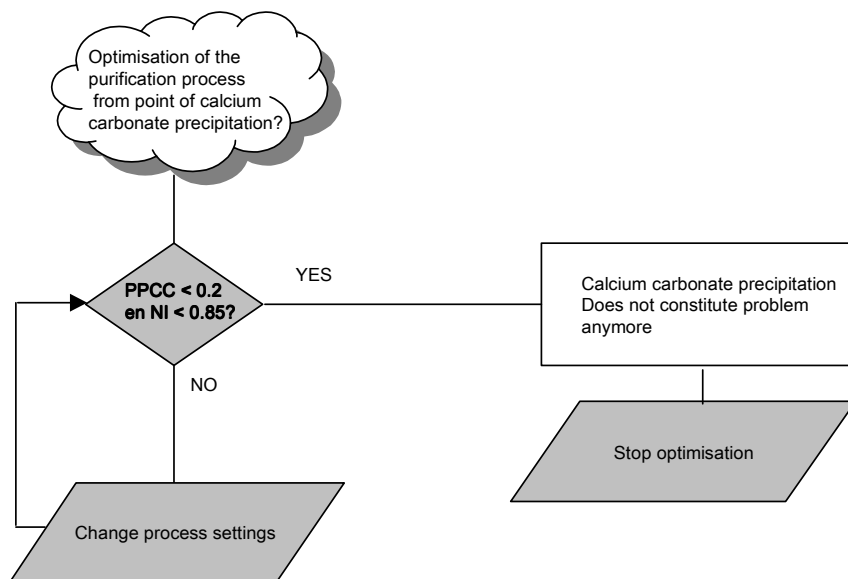 Optimisation of the
purification process
from point of calcium
carbonate precipitation?
PPCC < 0.2
en NI < 0.85?
YES
Calcium carbonate precipitation
Does not constitute problem
anymore
NO
Stop optimisation
Change process settings